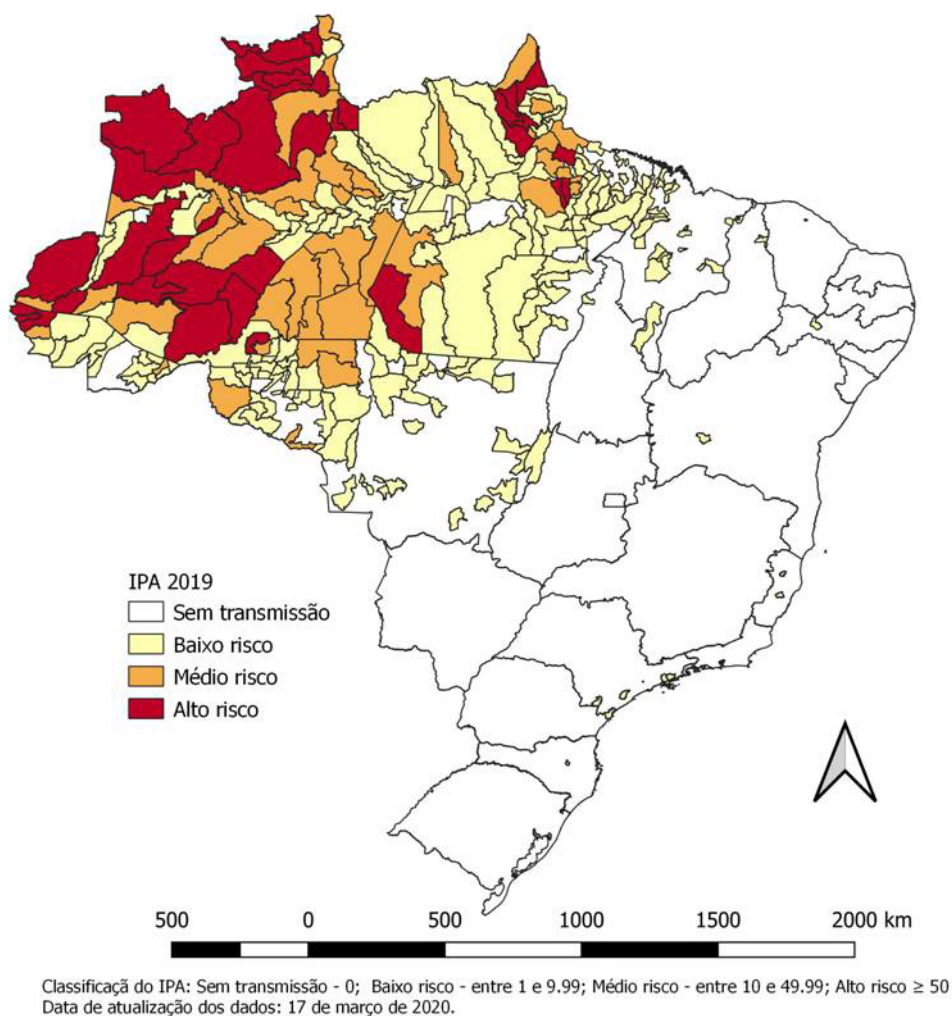 IPA 2019
Sem transmissão
Baixo risco
Médio risco
Alto risco
500 0 500 1000 1500 2000 km
Classificaçã do IPA: Sem transmissão - 0; Baixo risco - entre 1 e 9.99; Médio risco - entre 10 e 49.99; Alto risco ≥ 50
Data de atualização dos dados: 17 de março de 2020.